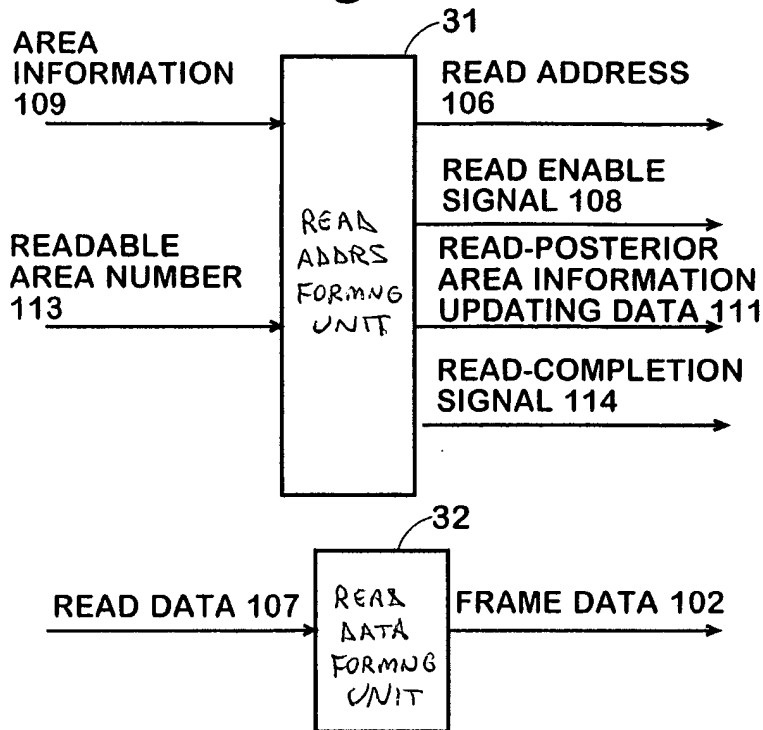 31
AREA
INFORMATION
109
READ ADDRESS
106
READ ENABLE
SIGNAL 108
READABLE
AREA NUMBER
113
READ
ADDRS
FORMNG
UNIT
READ-POSTERIOR
AREA INFORMATION
UPDATING DATA 111
READ-COMPLETION
SIGNAL 114
32
READ DATA 107
READ
DATA
FORMNG
UNIT
FRAME DATA 102